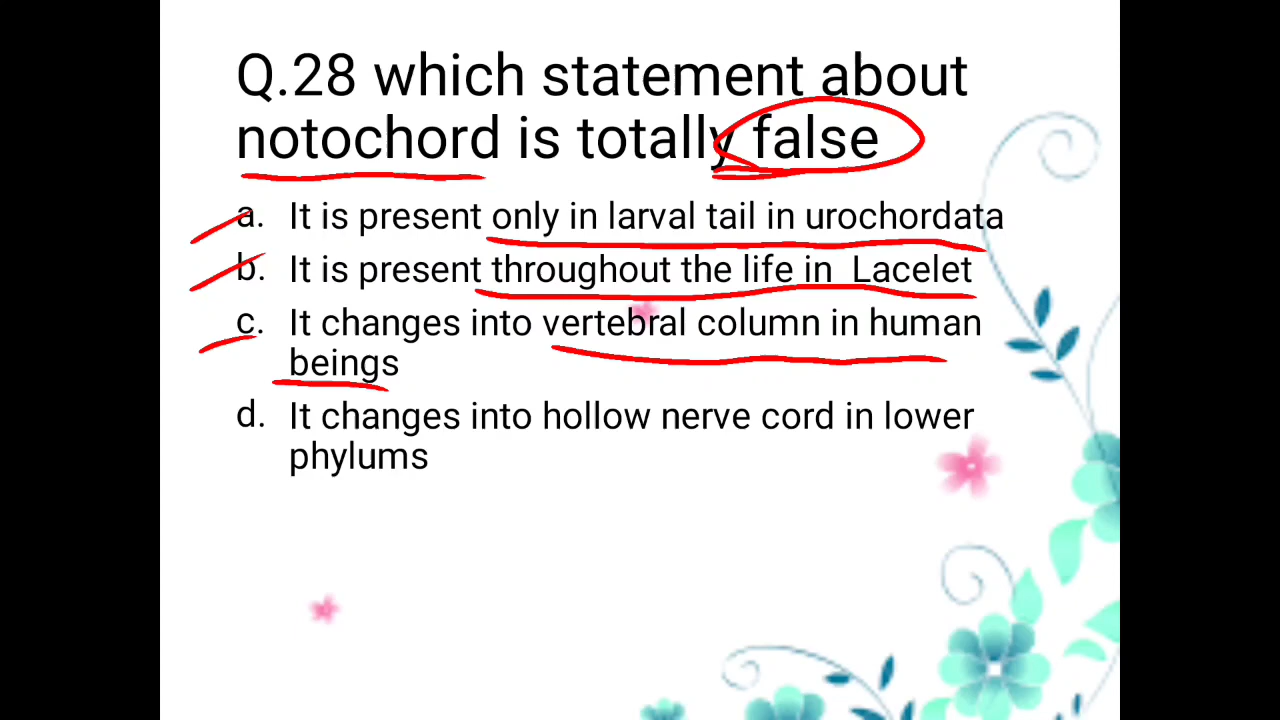 Q.28 which statement about
notochord is totally false
a. It is present only in larval tail in urochordata
b. It is present throughout the life in  Lacelet
c. It changes into vertebral column in human
beings
d. It changes into hollow nerve cord in lower
phylums